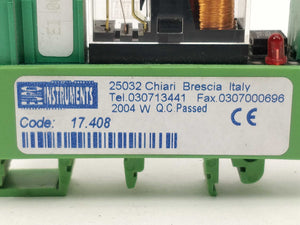 INSTRUMENTS
25032 Chiari Brescia Italy
Tel.030713441 Fax.0307000696
2004 W Q.C Passed
Code: 17.408
CE